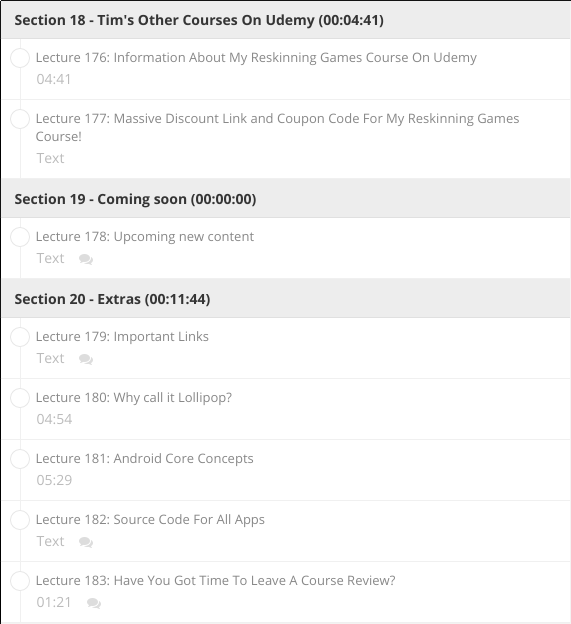 Section 18 - Tim's Other Courses On Udemy (00:04:41)
Lecture 176: Information About My Reskinning Games Course On Udemy
04:41
Lecture 177: Massive Discount Link and Coupon Code For My Reskinning Games
Course!
Text
Section 19 - Coming soon (00:00:00)
Lecture 178: Upcoming new content
Text
Section 20 - Extras (00:11:44)
Lecture 179: Important Links
Text
Lecture 180: Why call it Lollipop?
04:54
Lecture 181: Android Core Concepts
05:29
Lecture 182: Source Code For All Apps
Text
Lecture 183: Have You Got Time To Leave A Course Review?
01:21